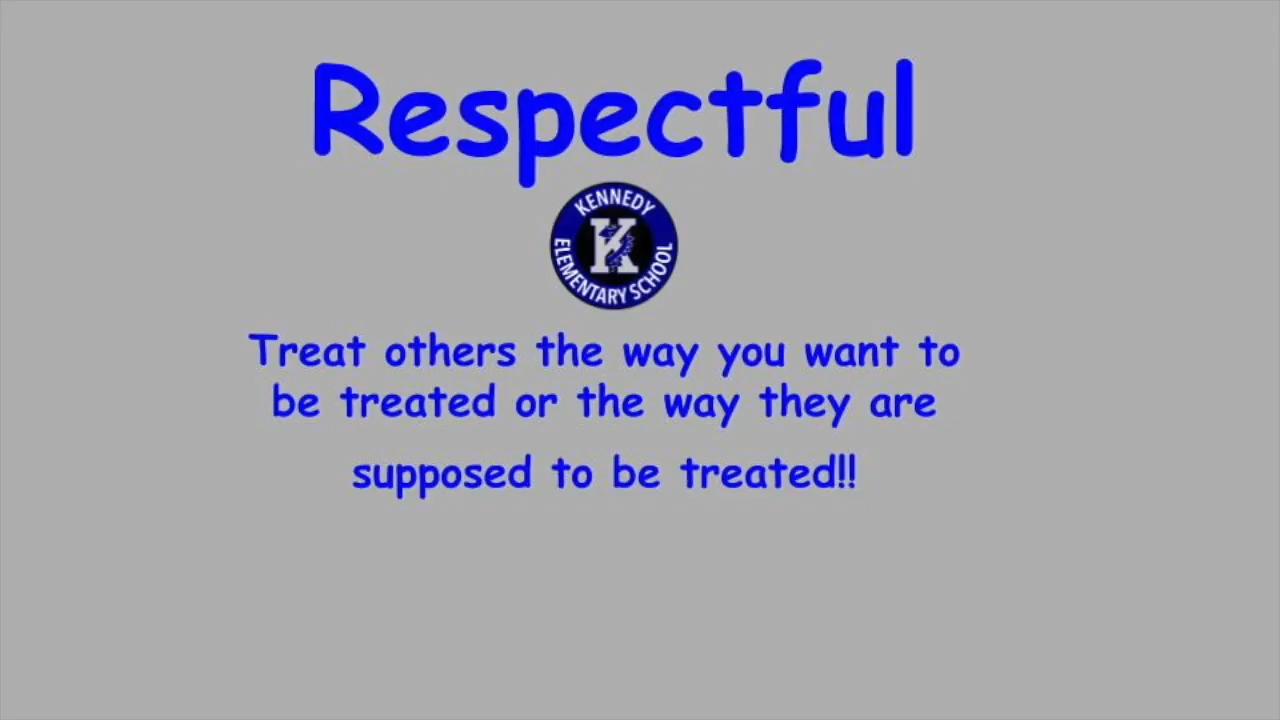 Respectful
KENNEDY
K
ELEMENTARY SCHOOL
Treat others the way you want to
be treated or the way they are
supposed to be treated!!